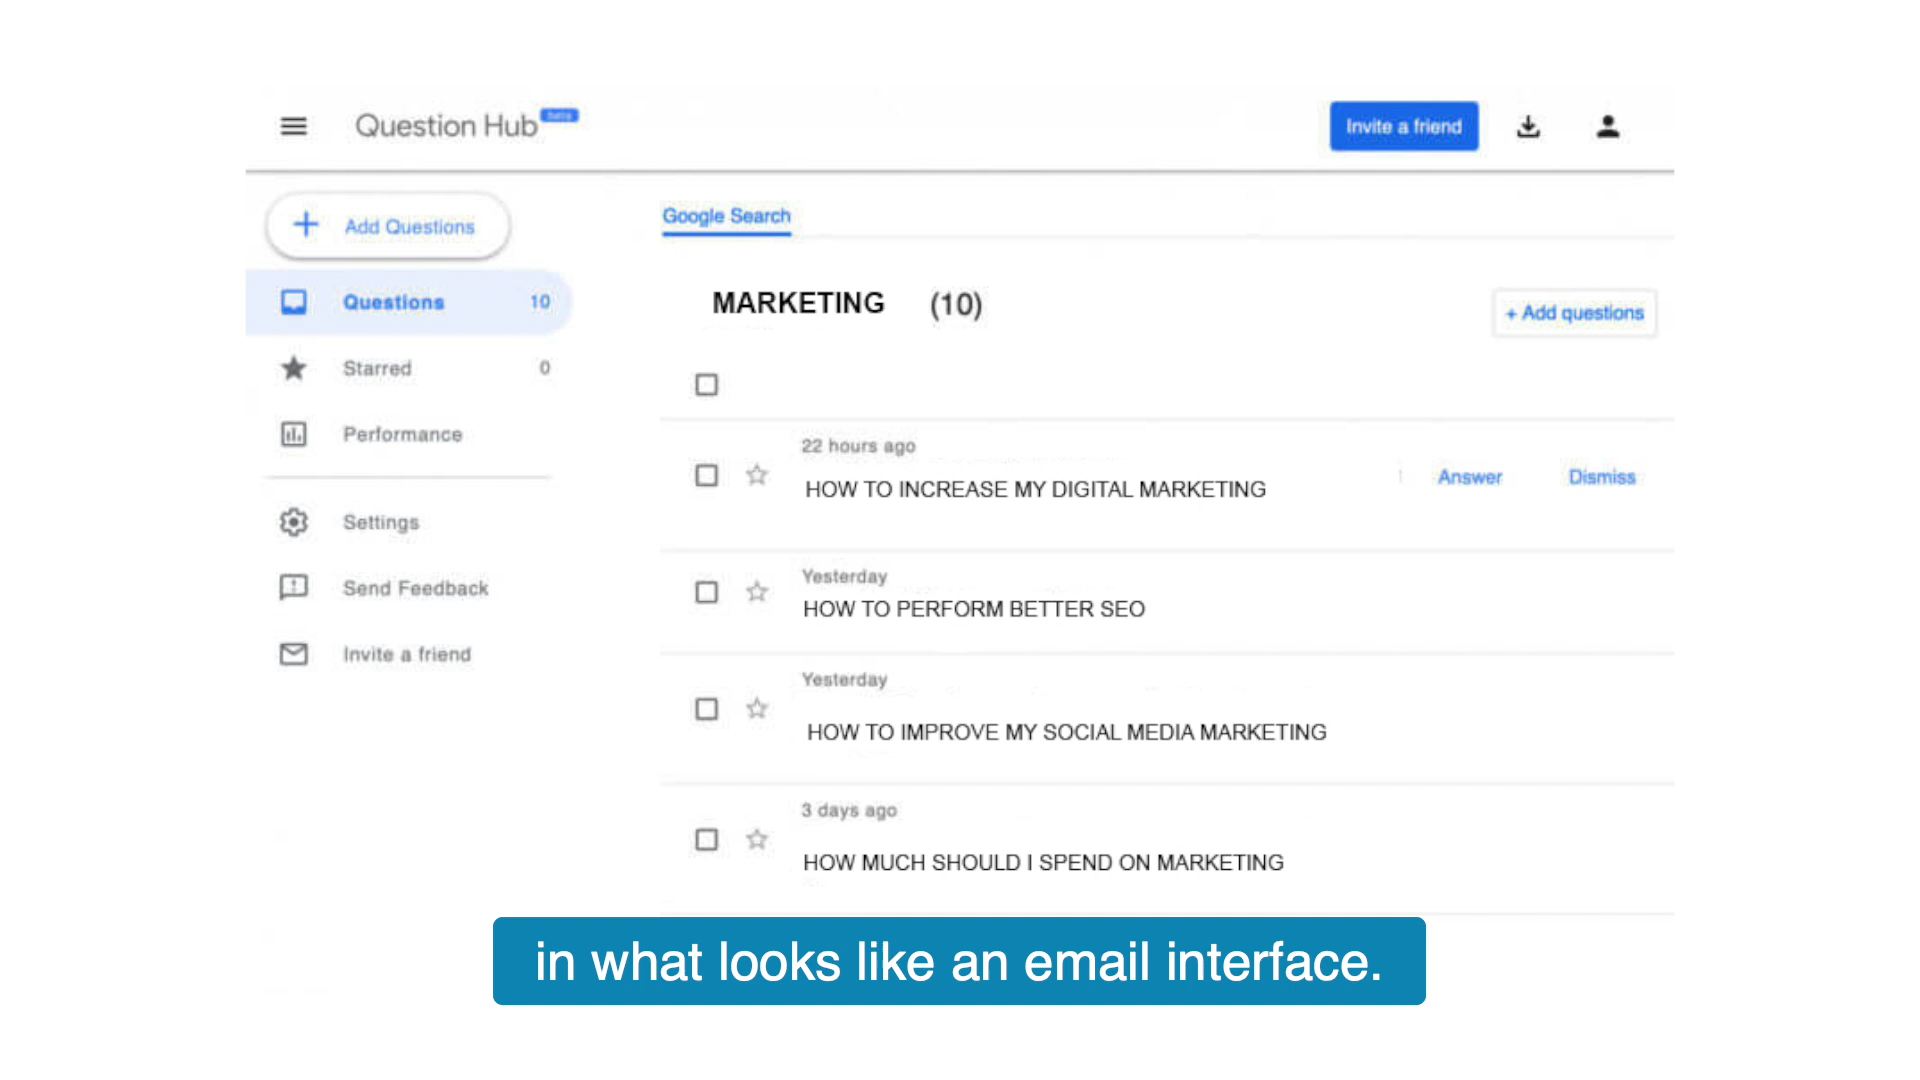 Question Hub beta
Invite a friend
Add Questions
Questions 10
Starred 0
Performance
Settings
Send Feedback
Invite a friend
Google Search
MARKETING (10)
+ Add questions
22 hours ago
HOW TO INCREASE MY DIGITAL MARKETING
Answer Dismiss
Yesterday
HOW TO PERFORM BETTER SEO
Yesterday
HOW TO IMPROVE MY SOCIAL MEDIA MARKETING
3 days ago
HOW MUCH SHOULD I SPEND ON MARKETING
in what looks like an email interface.